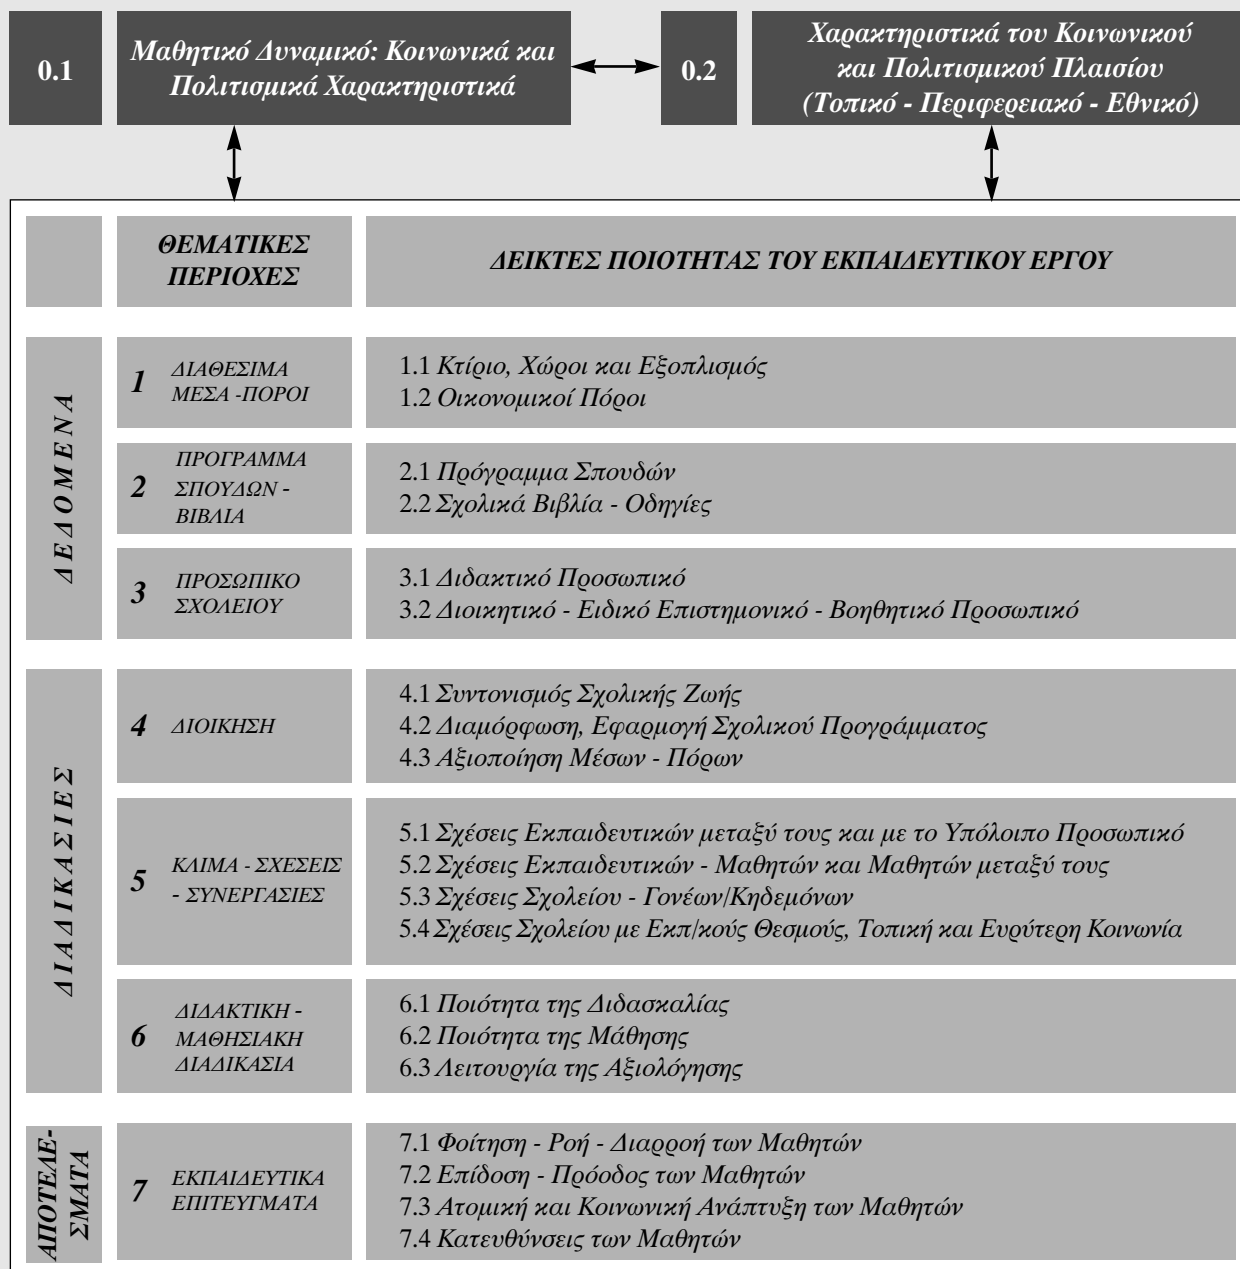 0.1
Μαθητικό Δυναμικό: Κοινωνικά και
Πολιτισμικά Χαρακτηριστικά
0.2
Χαρακτηριστικά του Κοινωνικού
και Πολιτισμικού Πλαισίου
(Τοπικό - Περιφερειακό - Εθνικό)
ΘΕΜΑΤΙΚΕΣ
ΠΕΡΙΟΧΕΣ
ΔΕΙΚΤΕΣ ΠΟΙΟΤΗΤΑΣ ΤΟΥ ΕΚΠΑΙΔΕΥΤΙΚΟΥ ΕΡΓΟΥ
ΔΕΔΟΜΕΝΑ
1
ΔΙΑΘΕΣΙΜΑ
ΜΕΣΑ -ΠΟΡΟΙ
1.1 Κτίριο, Χώροι και Εξοπλισμός
1.2 Οικονομικοί Πόροι
2
ΠΡΟΓΡΑΜΜΑ
ΣΠΟΥΔΩΝ -
ΒΙΒΛΙΑ
2.1 Πρόγραμμα Σπουδών
2.2 Σχολικά Βιβλία - Οδηγίες
3
ΠΡΟΣΩΠΙΚΟ
ΣΧΟΛΕΙΟΥ
3.1 Διδακτικό Προσωπικό
3.2 Διοικητικό - Ειδικό Επιστημονικό - Βοηθητικό Προσωπικό
ΔΙΑΔΙΚΑΣΙΕΣ
4
ΔΙΟΙΚΗΣΗ
4.1 Συντονισμός Σχολικής Ζωής
4.2 Διαμόρφωση, Εφαρμογή Σχολικού Προγράμματος
4.3 Αξιοποίηση Μέσων - Πόρων
5
ΚΛΙΜΑ - ΣΧΕΣΕΙΣ
- ΣΥΝΕΡΓΑΣΙΕΣ
5.1 Σχέσεις Εκπαιδευτικών μεταξύ τους και με το Υπόλοιπο Προσωπικό
5.2 Σχέσεις Εκπαιδευτικών - Μαθητών και Μαθητών μεταξύ τους
5.3 Σχέσεις Σχολείου - Γονέων/Κηδεμόνων
5.4 Σχέσεις Σχολείου με Εκπ/κούς Θεσμούς, Τοπική και Ευρύτερη Κοινωνία
6
ΔΙΔΑΚΤΙΚΗ -
ΜΑΘΗΣΙΑΚΗ
ΔΙΑΔΙΚΑΣΙΑ
6.1 Ποιότητα της Διδασκαλίας
6.2 Ποιότητα της Μάθησης
6.3 Λειτουργία της Αξιολόγησης
ΑΠΟΤΕΛΕ-
ΣΜΑΤΑ
7
ΕΚΠΑΙΔΕΥΤΙΚΑ
ΕΠΙΤΕΥΓΜΑΤΑ
7.1 Φοίτηση - Ροή - Διαρροή των Μαθητών
7.2 Επίδοση - Πρόοδος των Μαθητών
7.3 Ατομική και Κοινωνική Ανάπτυξη των Μαθητών
7.4 Κατευθύνσεις των Μαθητών